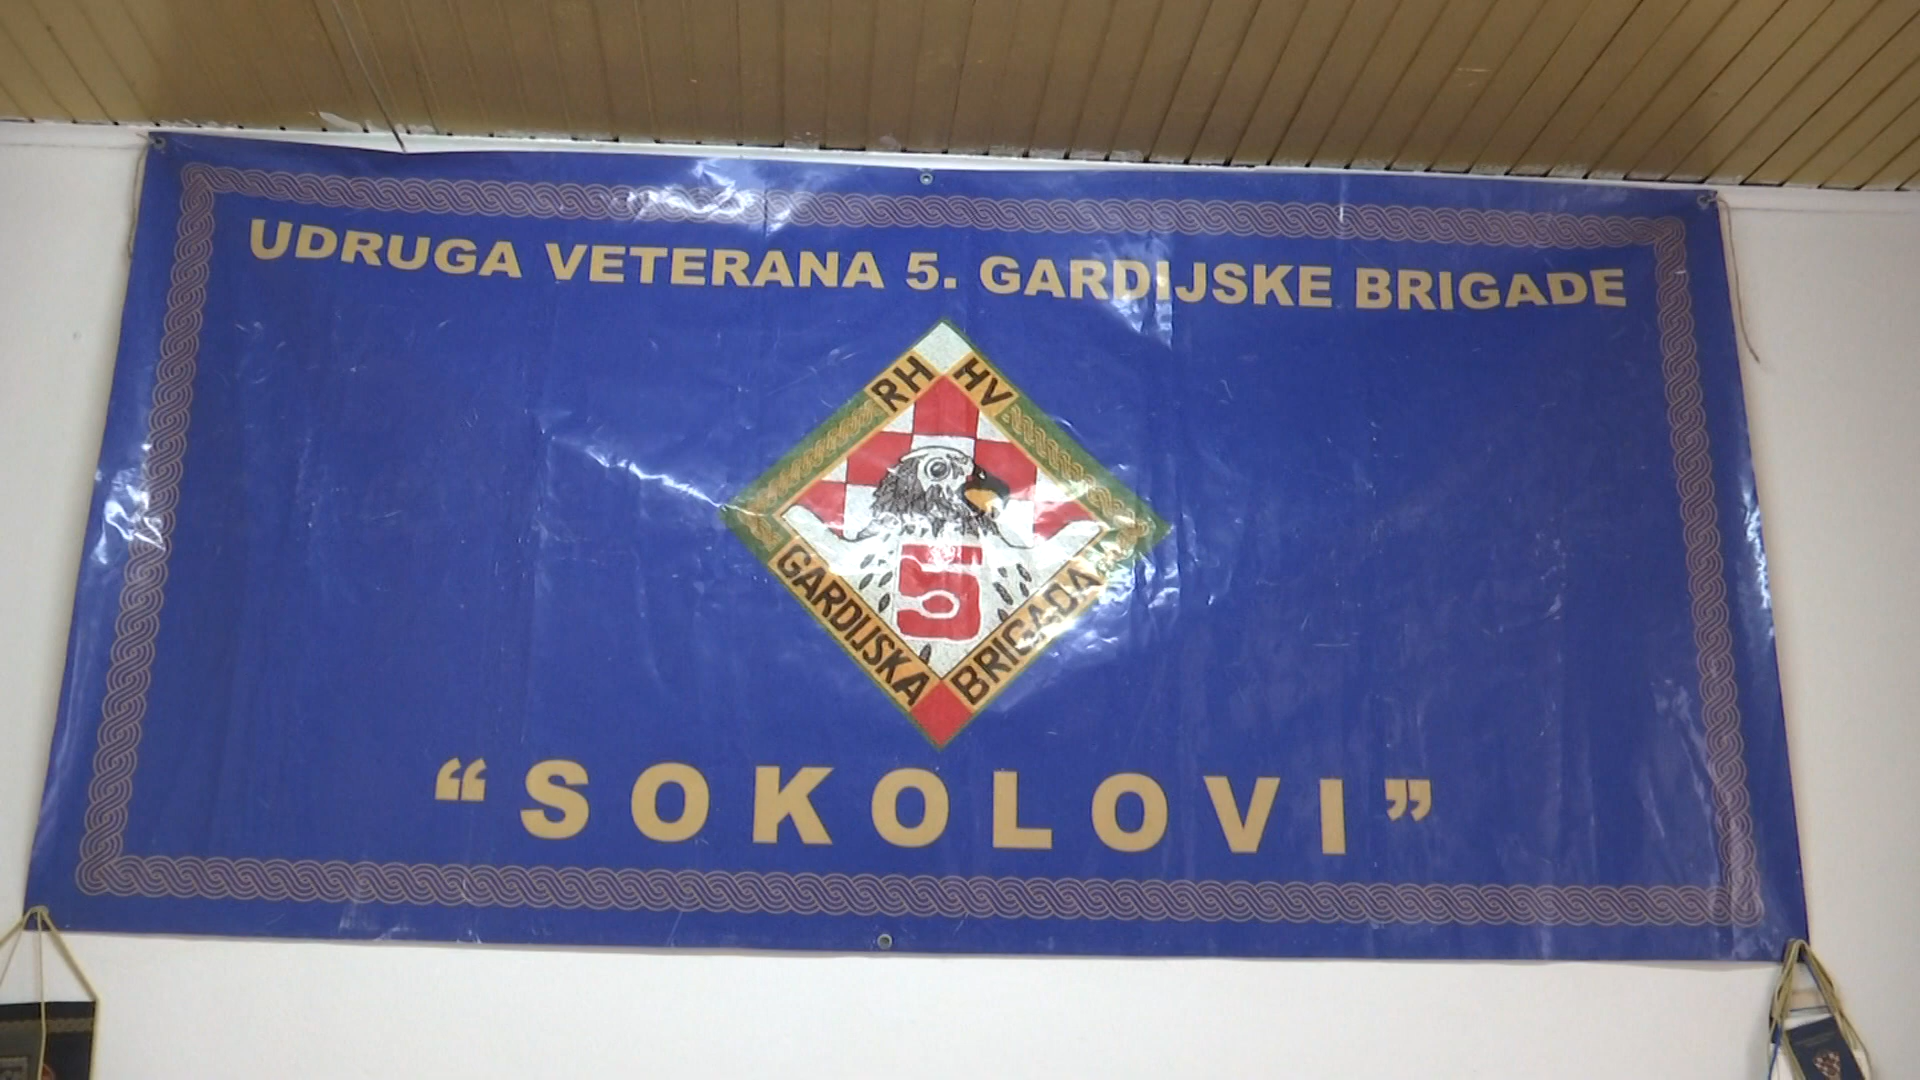 UDRUGA VETERANA 5. GARDIJSKE BRIGADE
RH HV
5
GARDIJSKA BRIGADA
“SOKOLOVI”